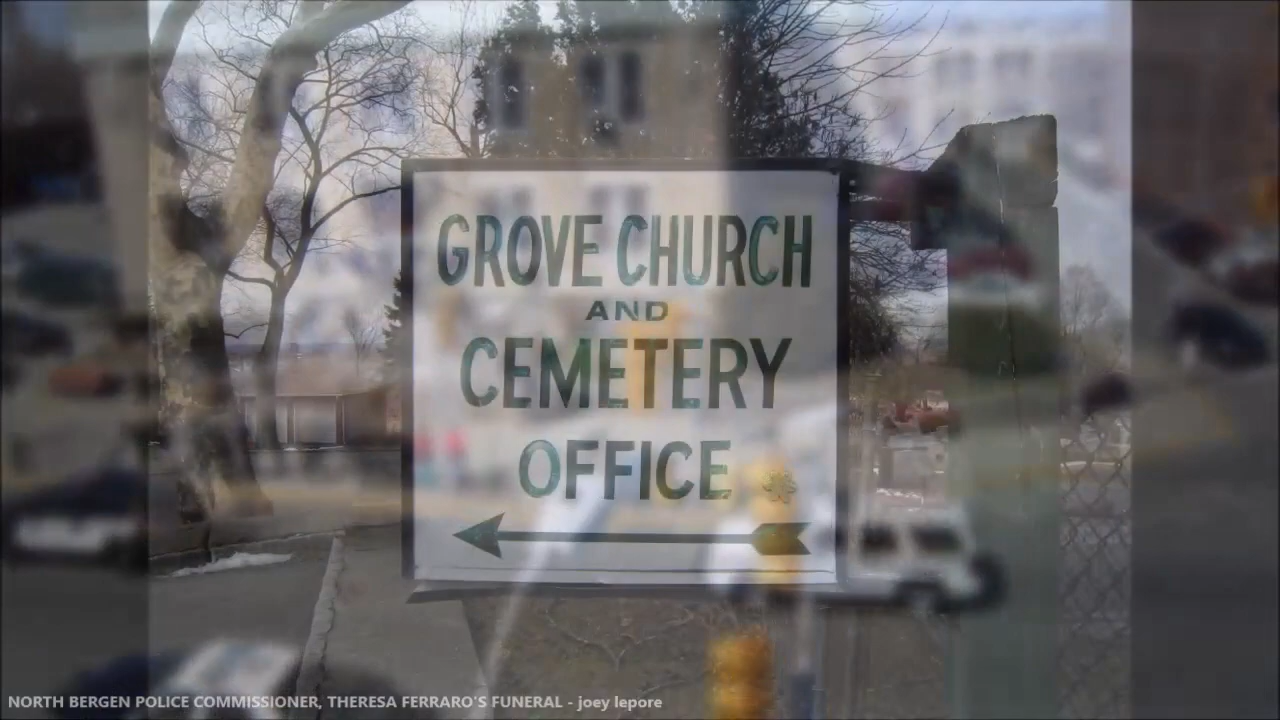 GROVE CHURCH
AND
CEMETERY
OFFICE
NORTH BERGEN POLICE COMMISSIONER, THERESA FERRARO'S FUNERAL - joey lepore